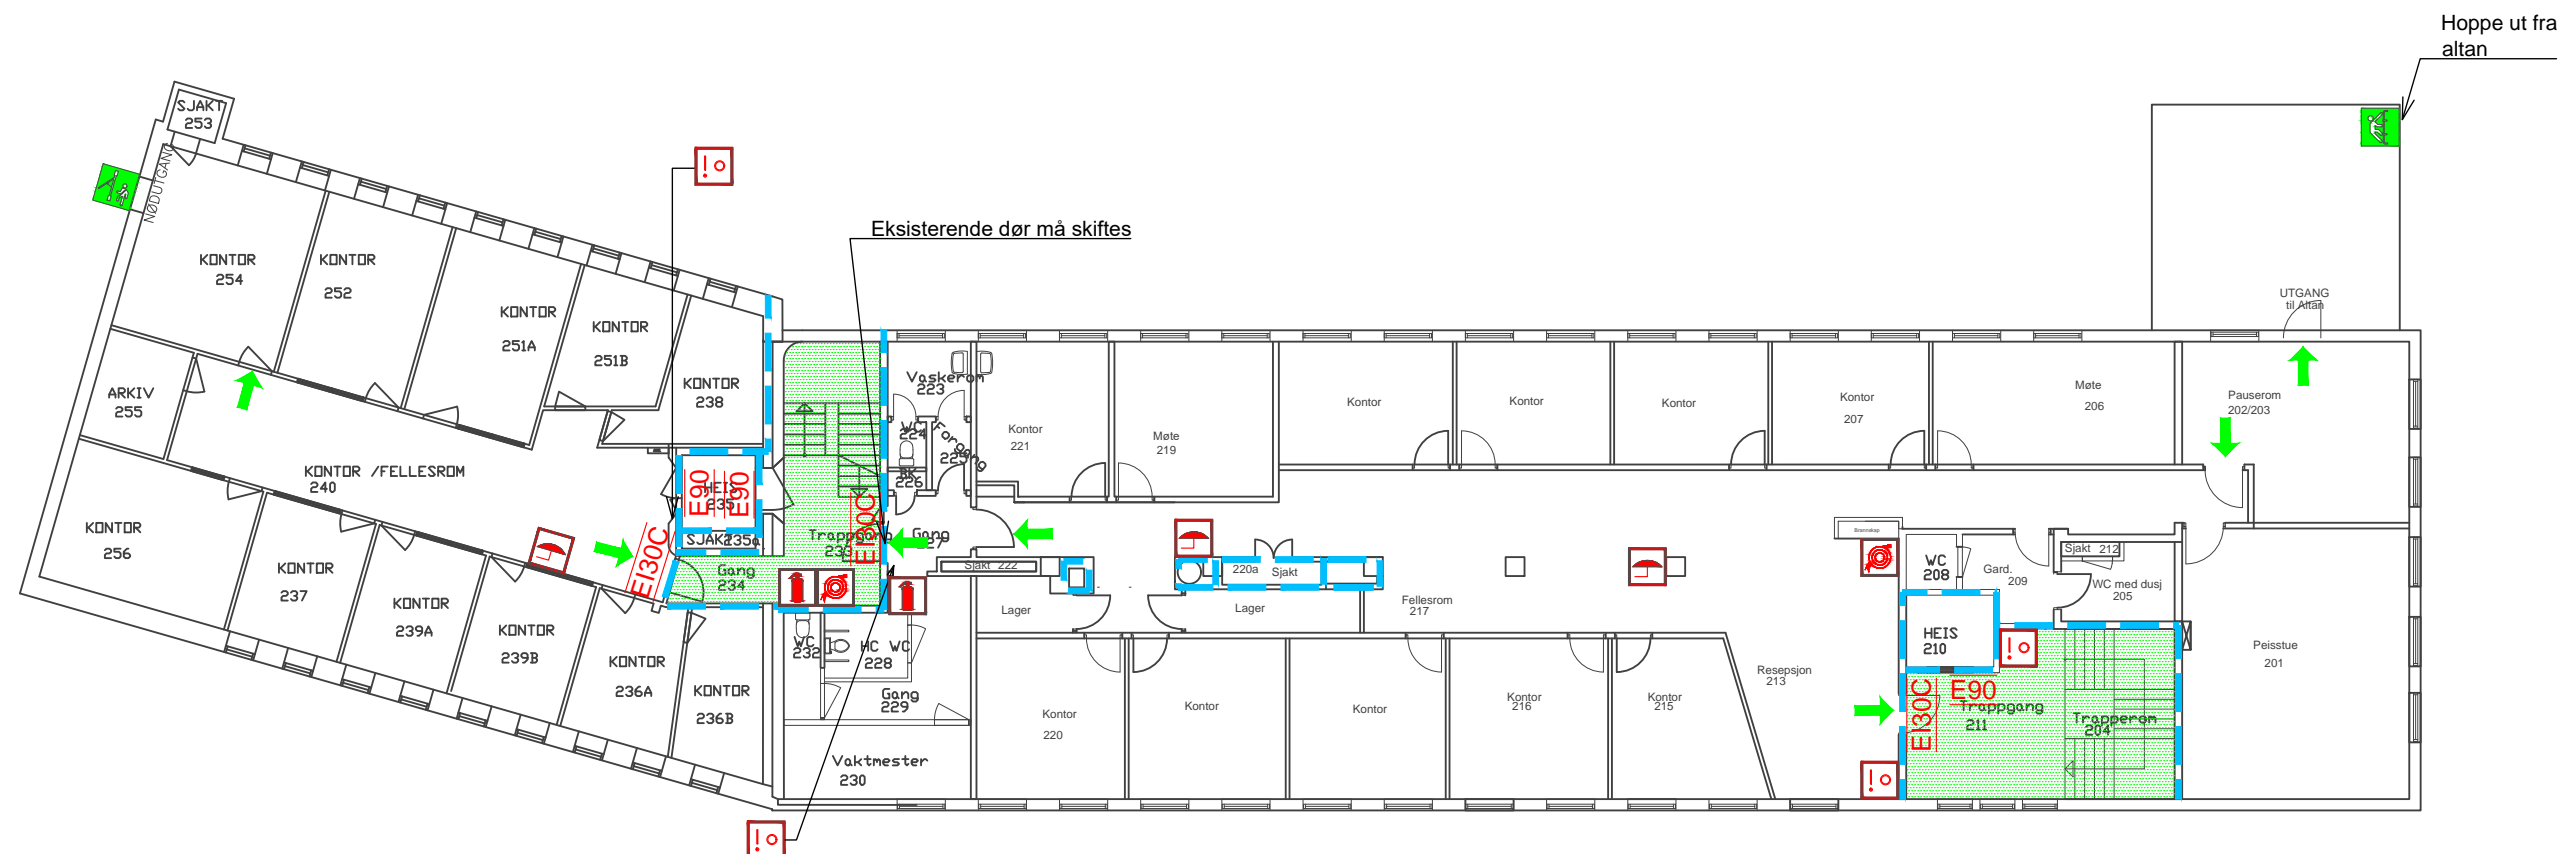 Hoppe ut fra
altan
SJAKT
253
NØDUTGANG
KONTOR
254
KONTOR
252
KONTOR
251A
KONTOR
251B
KONTOR
238
ARKIV
255
KONTOR /FELLESROM
240
KONTOR
256
KONTOR
237
KONTOR
239A
KONTOR
239B
KONTOR
236A
KONTOR
236B
Eksisterende dør må skiftes
E90
E90
HEIS
235
SJAKT
235a
EI30C
Gang
234
Trappgang
233
EI30C
Vaskerom
223
WC
224
Forgang
225
BK
226
Gang
227
Sjakt 222
WC
232
HC WC
228
Gang
229
Vaktmester
230
Kontor
221
Møte
219
Kontor
Kontor
Kontor
Kontor
207
Møte
206
UTGANG
til Altan
Pauserom
202/203
Lager
220a
Sjakt
Lager
Fellesrom
217
Brannskap
WC
208
Gard.
209
Sjakt 212
WC med dusj
205
HEIS
210
Kontor
220
Kontor
Kontor
Kontor
216
Kontor
215
Resepsjon
213
EI30C
E90
Trappgang
211
Trapperom
204
Peisstue
201